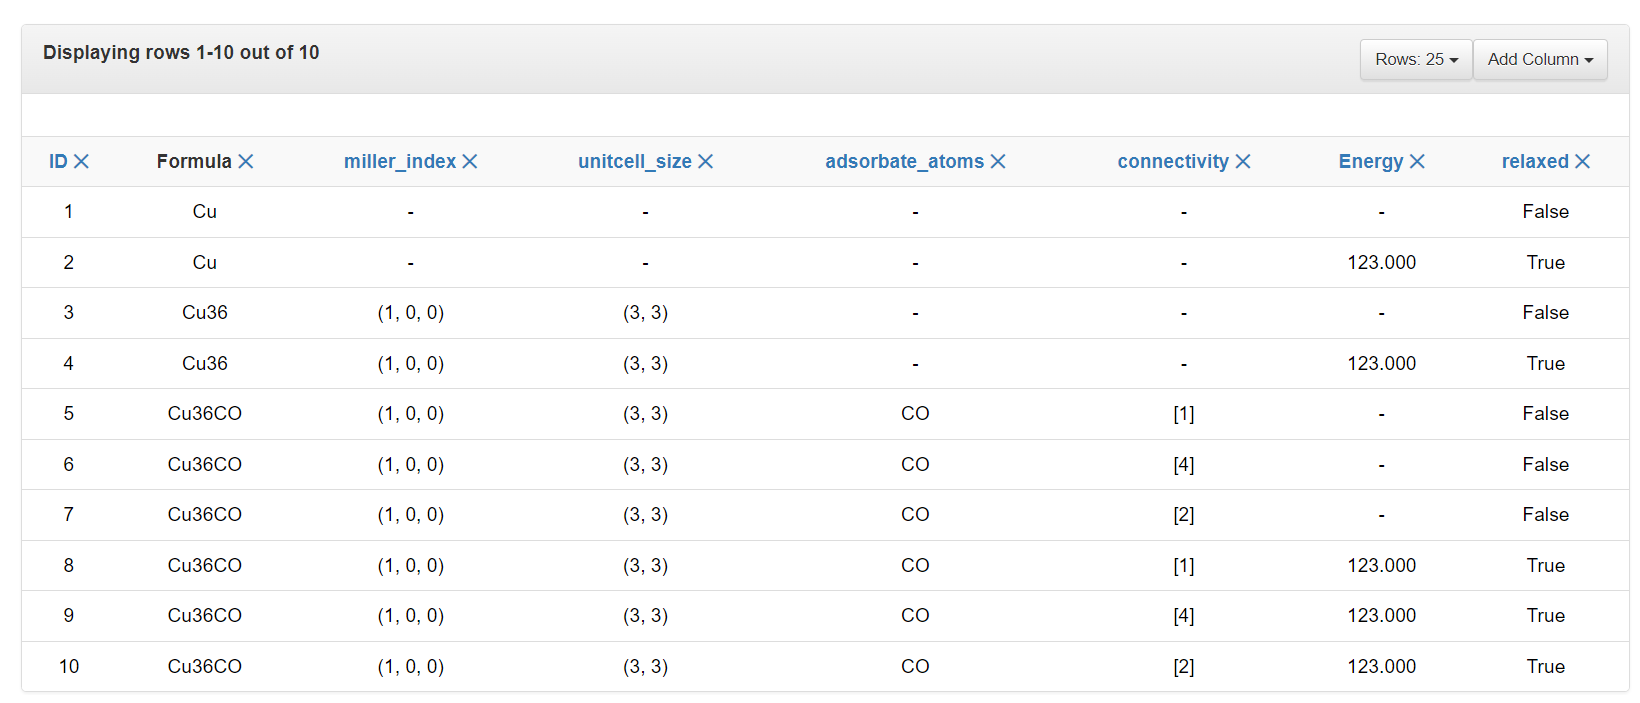 Displaying rows 1-10 out of 10
Rows: 25 Add Column
ID Formula miller_index unitcell_size adsorbate_atoms connectivity Energy relaxed
1 Cu - - - - - False
2 Cu - - - - 123.000 True
3 Cu36 (1, 0, 0) (3, 3) - - - False
4 Cu36 (1, 0, 0) (3, 3) - - 123.000 True
5 Cu36CO (1, 0, 0) (3, 3) CO [1] - False
6 Cu36CO (1, 0, 0) (3, 3) CO [4] - False
7 Cu36CO (1, 0, 0) (3, 3) CO [2] - False
8 Cu36CO (1, 0, 0) (3, 3) CO [1] 123.000 True
9 Cu36CO (1, 0, 0) (3, 3) CO [4] 123.000 True
10 Cu36CO (1, 0, 0) (3, 3) CO [2] 123.000 True